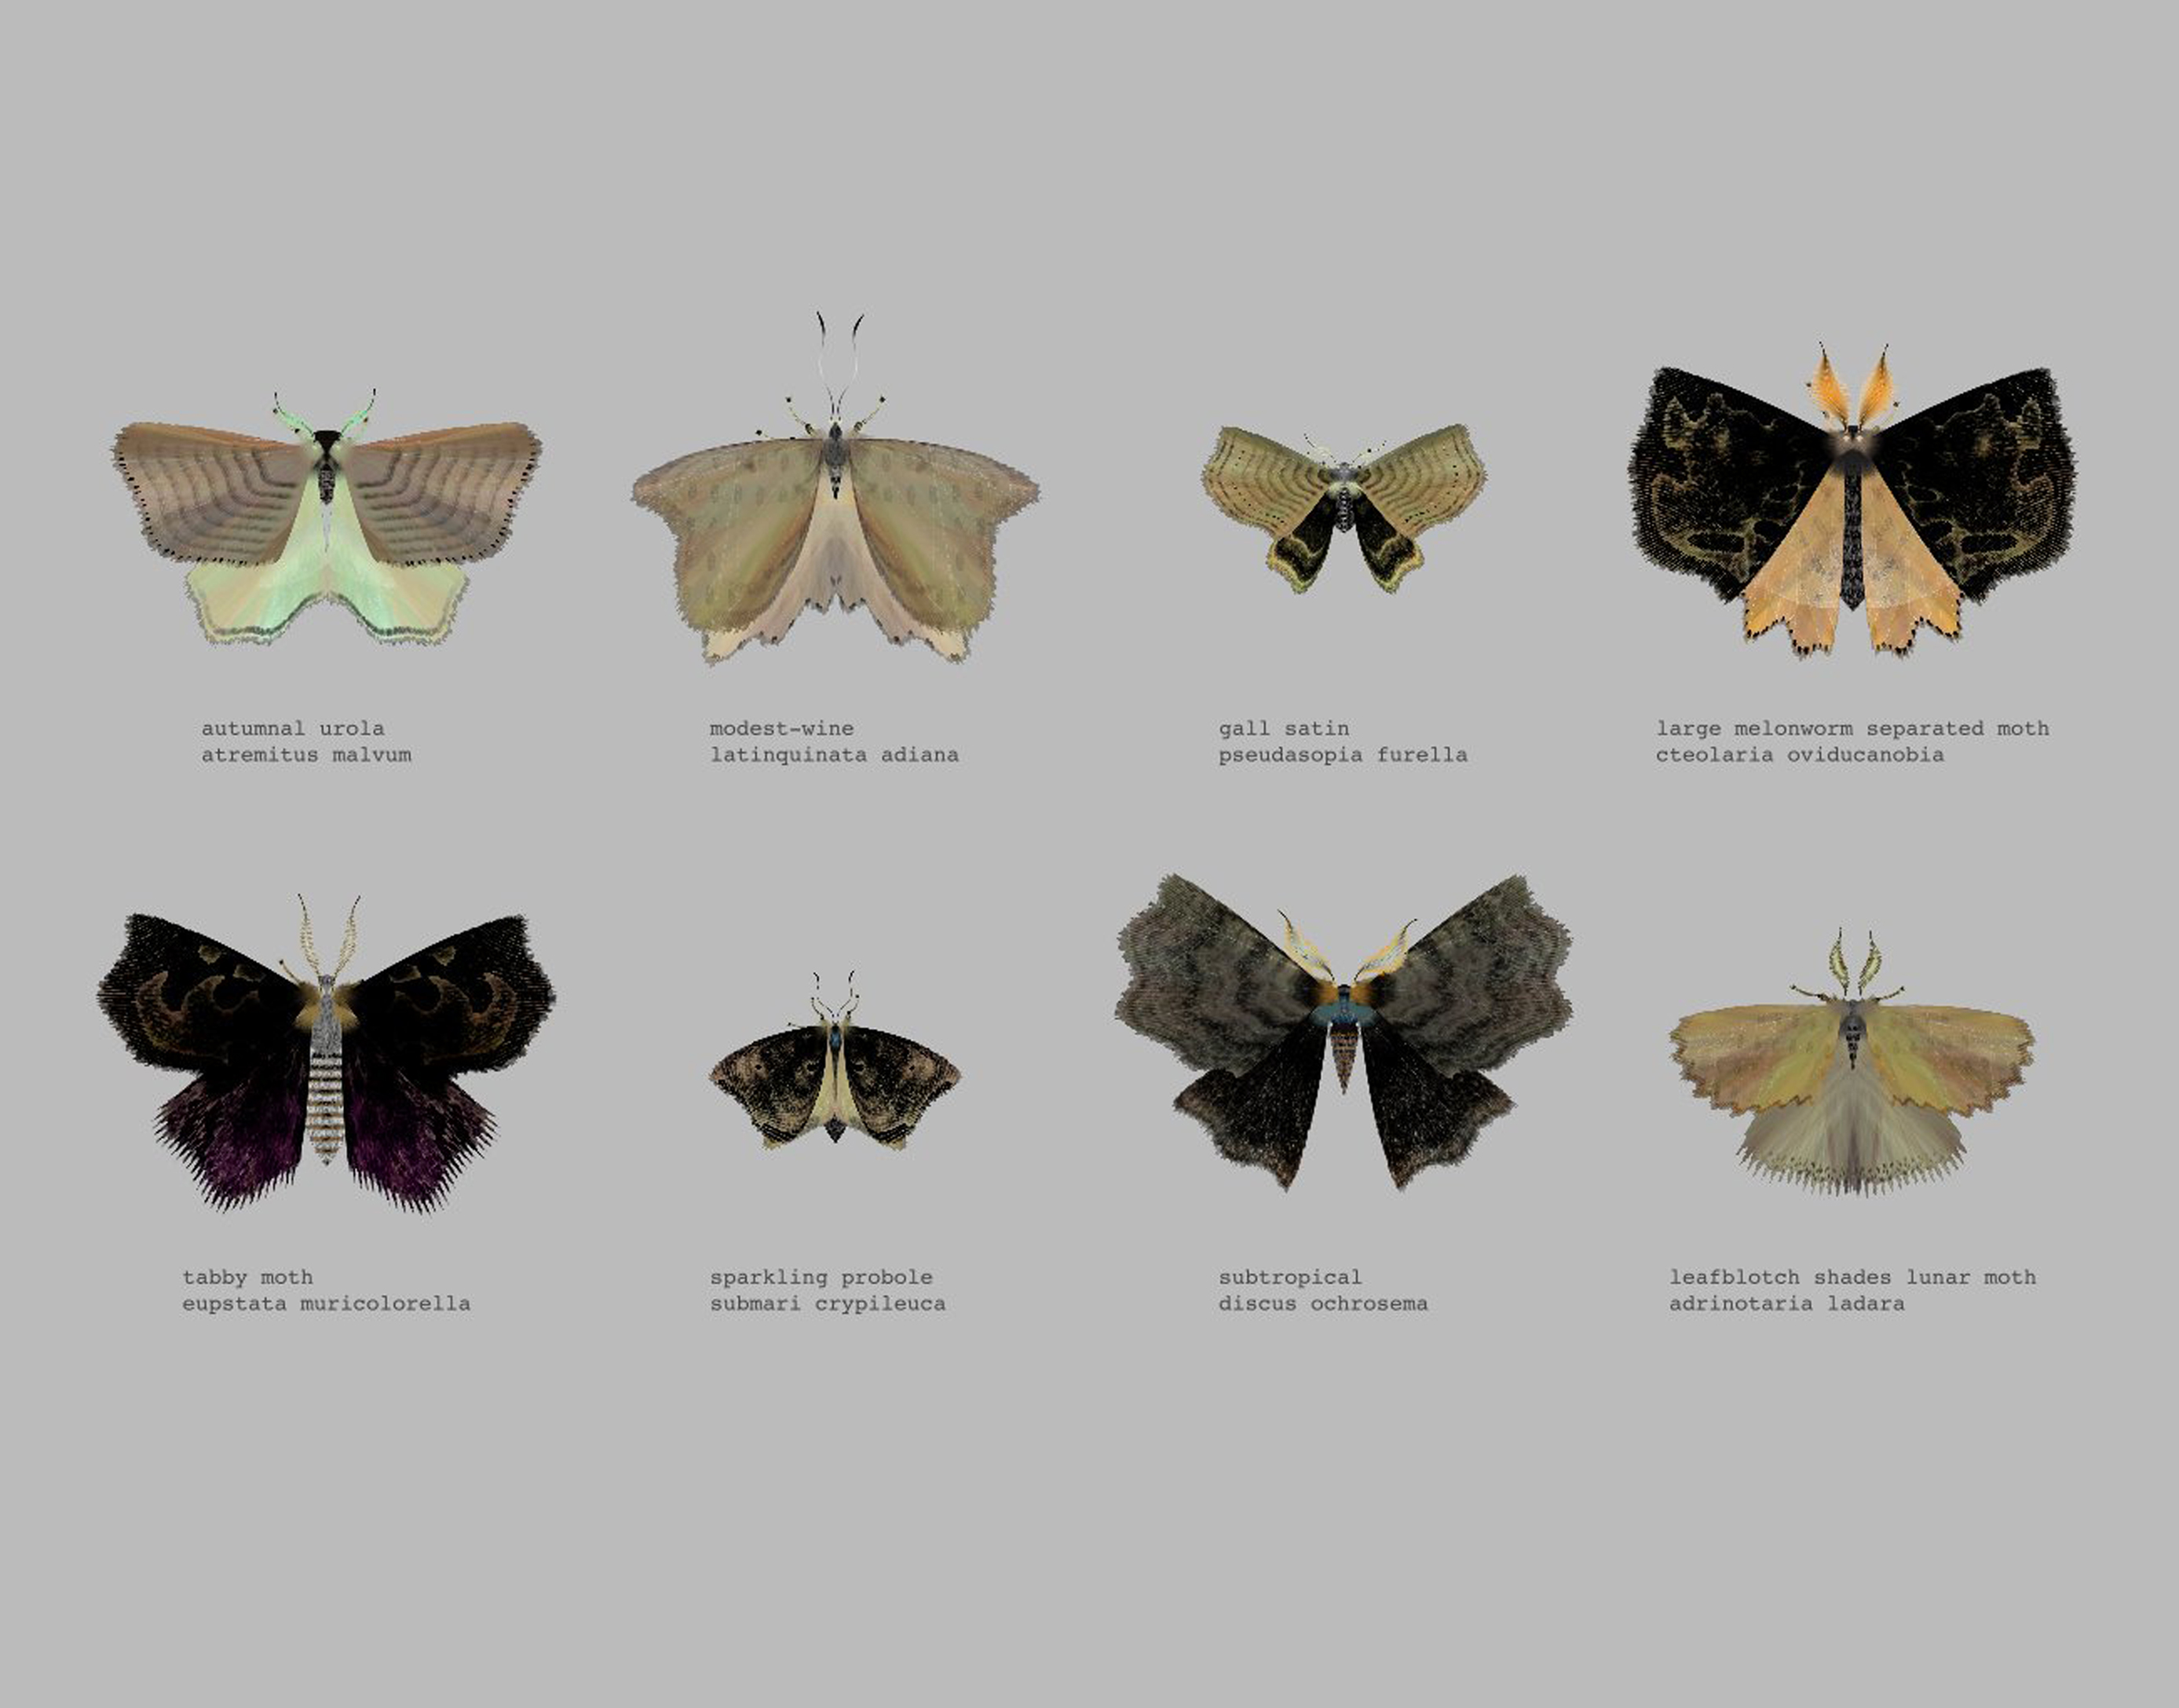 autumnal urola
atremitus malvum
modest-wine
latinquinata adiana
gall satin
pseudasopia furella
large melonworm separated moth
cteolaria oviducanobia
tabby moth
eupstata muricolorella
sparkling probole
submari crypileuca
subtropical
discus ochrosema
leafblotch shades lunar moth
adrinotaria ladara